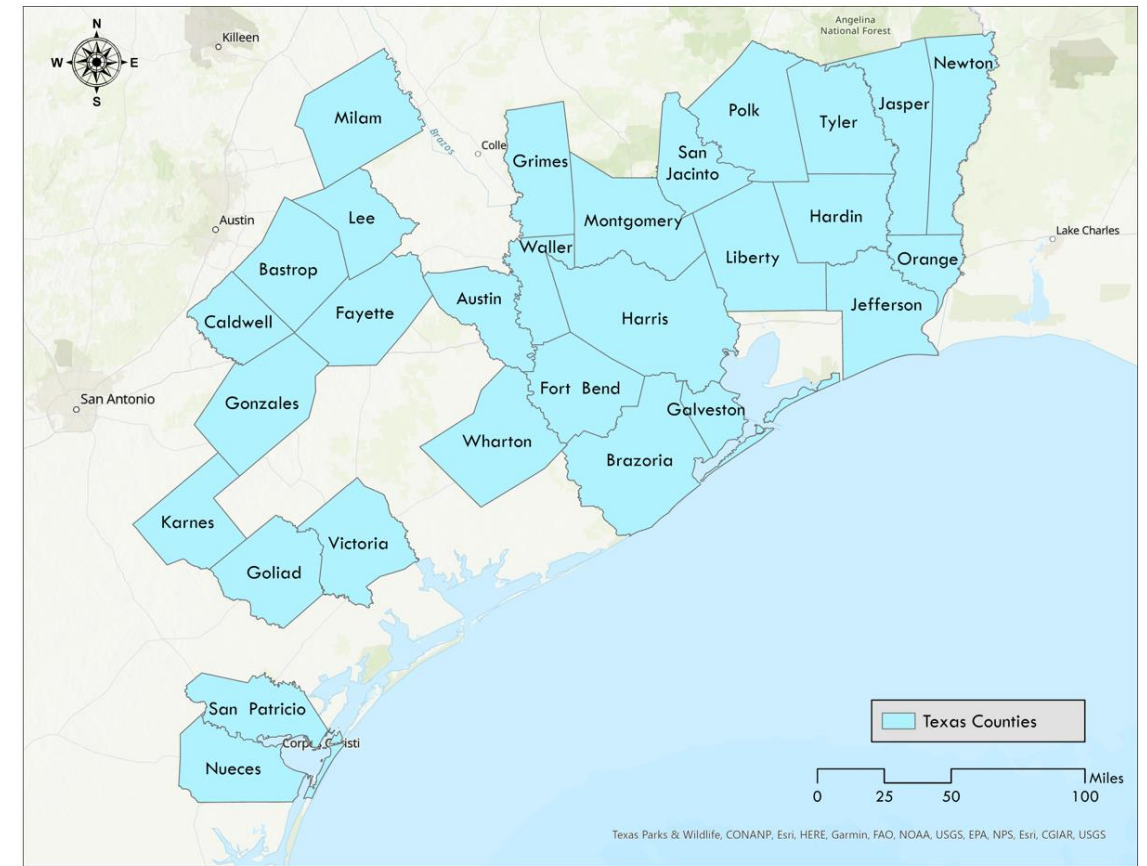 N
W
E
S
Killeen
Angelina
National Forest
Newton
Milam
Polk
Jasper
Tyler
Brazos
Colle
Grimes
San
Jacinto
Lee
Austin
Montgomery
Hardin
Lake Charles
Waller
Bastrop
Liberty
Orange
Austin
Fayette
Caldwell
Harris
Jefferson
San Antonio
Gonzales
Fort Bend
Galveston
Wharton
Brazoria
Karnes
Victoria
Goliad
San Patricio
Corpus Christi
Nueces
Texas Counties
Miles
0 25 50 100
Texas Parks & Wildlife, CONANP, Esri, HERE, Garmin, FAO, NOAA, USGS, EPA, NPS, Esri, CGIAR, USGS